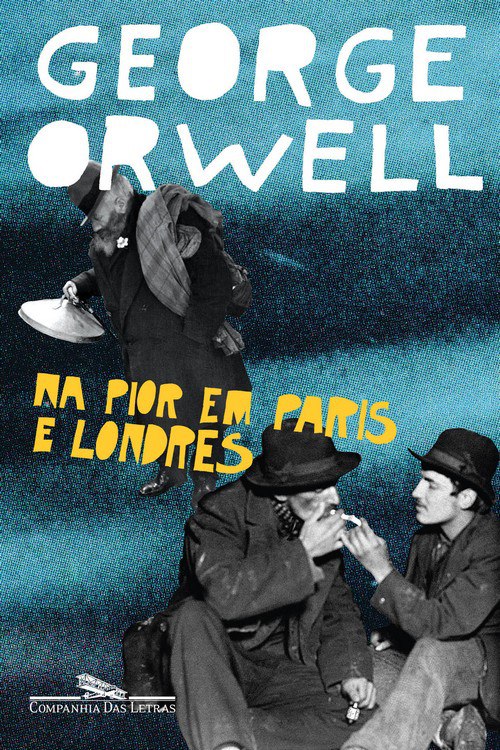 GEORGE
ORWELL
NA PIOR EM PARIS
E LONDRES
COMPANHIA DAS LETRAS